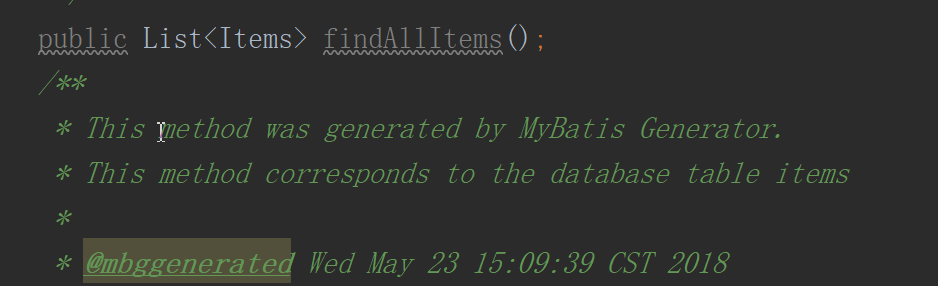 public List<Items> findAllItems();
/**
* This method was generated by MyBatis Generator.
* This method corresponds to the database table items
*
* @mbggenerated Wed May 23 15:09:39 CST 2018